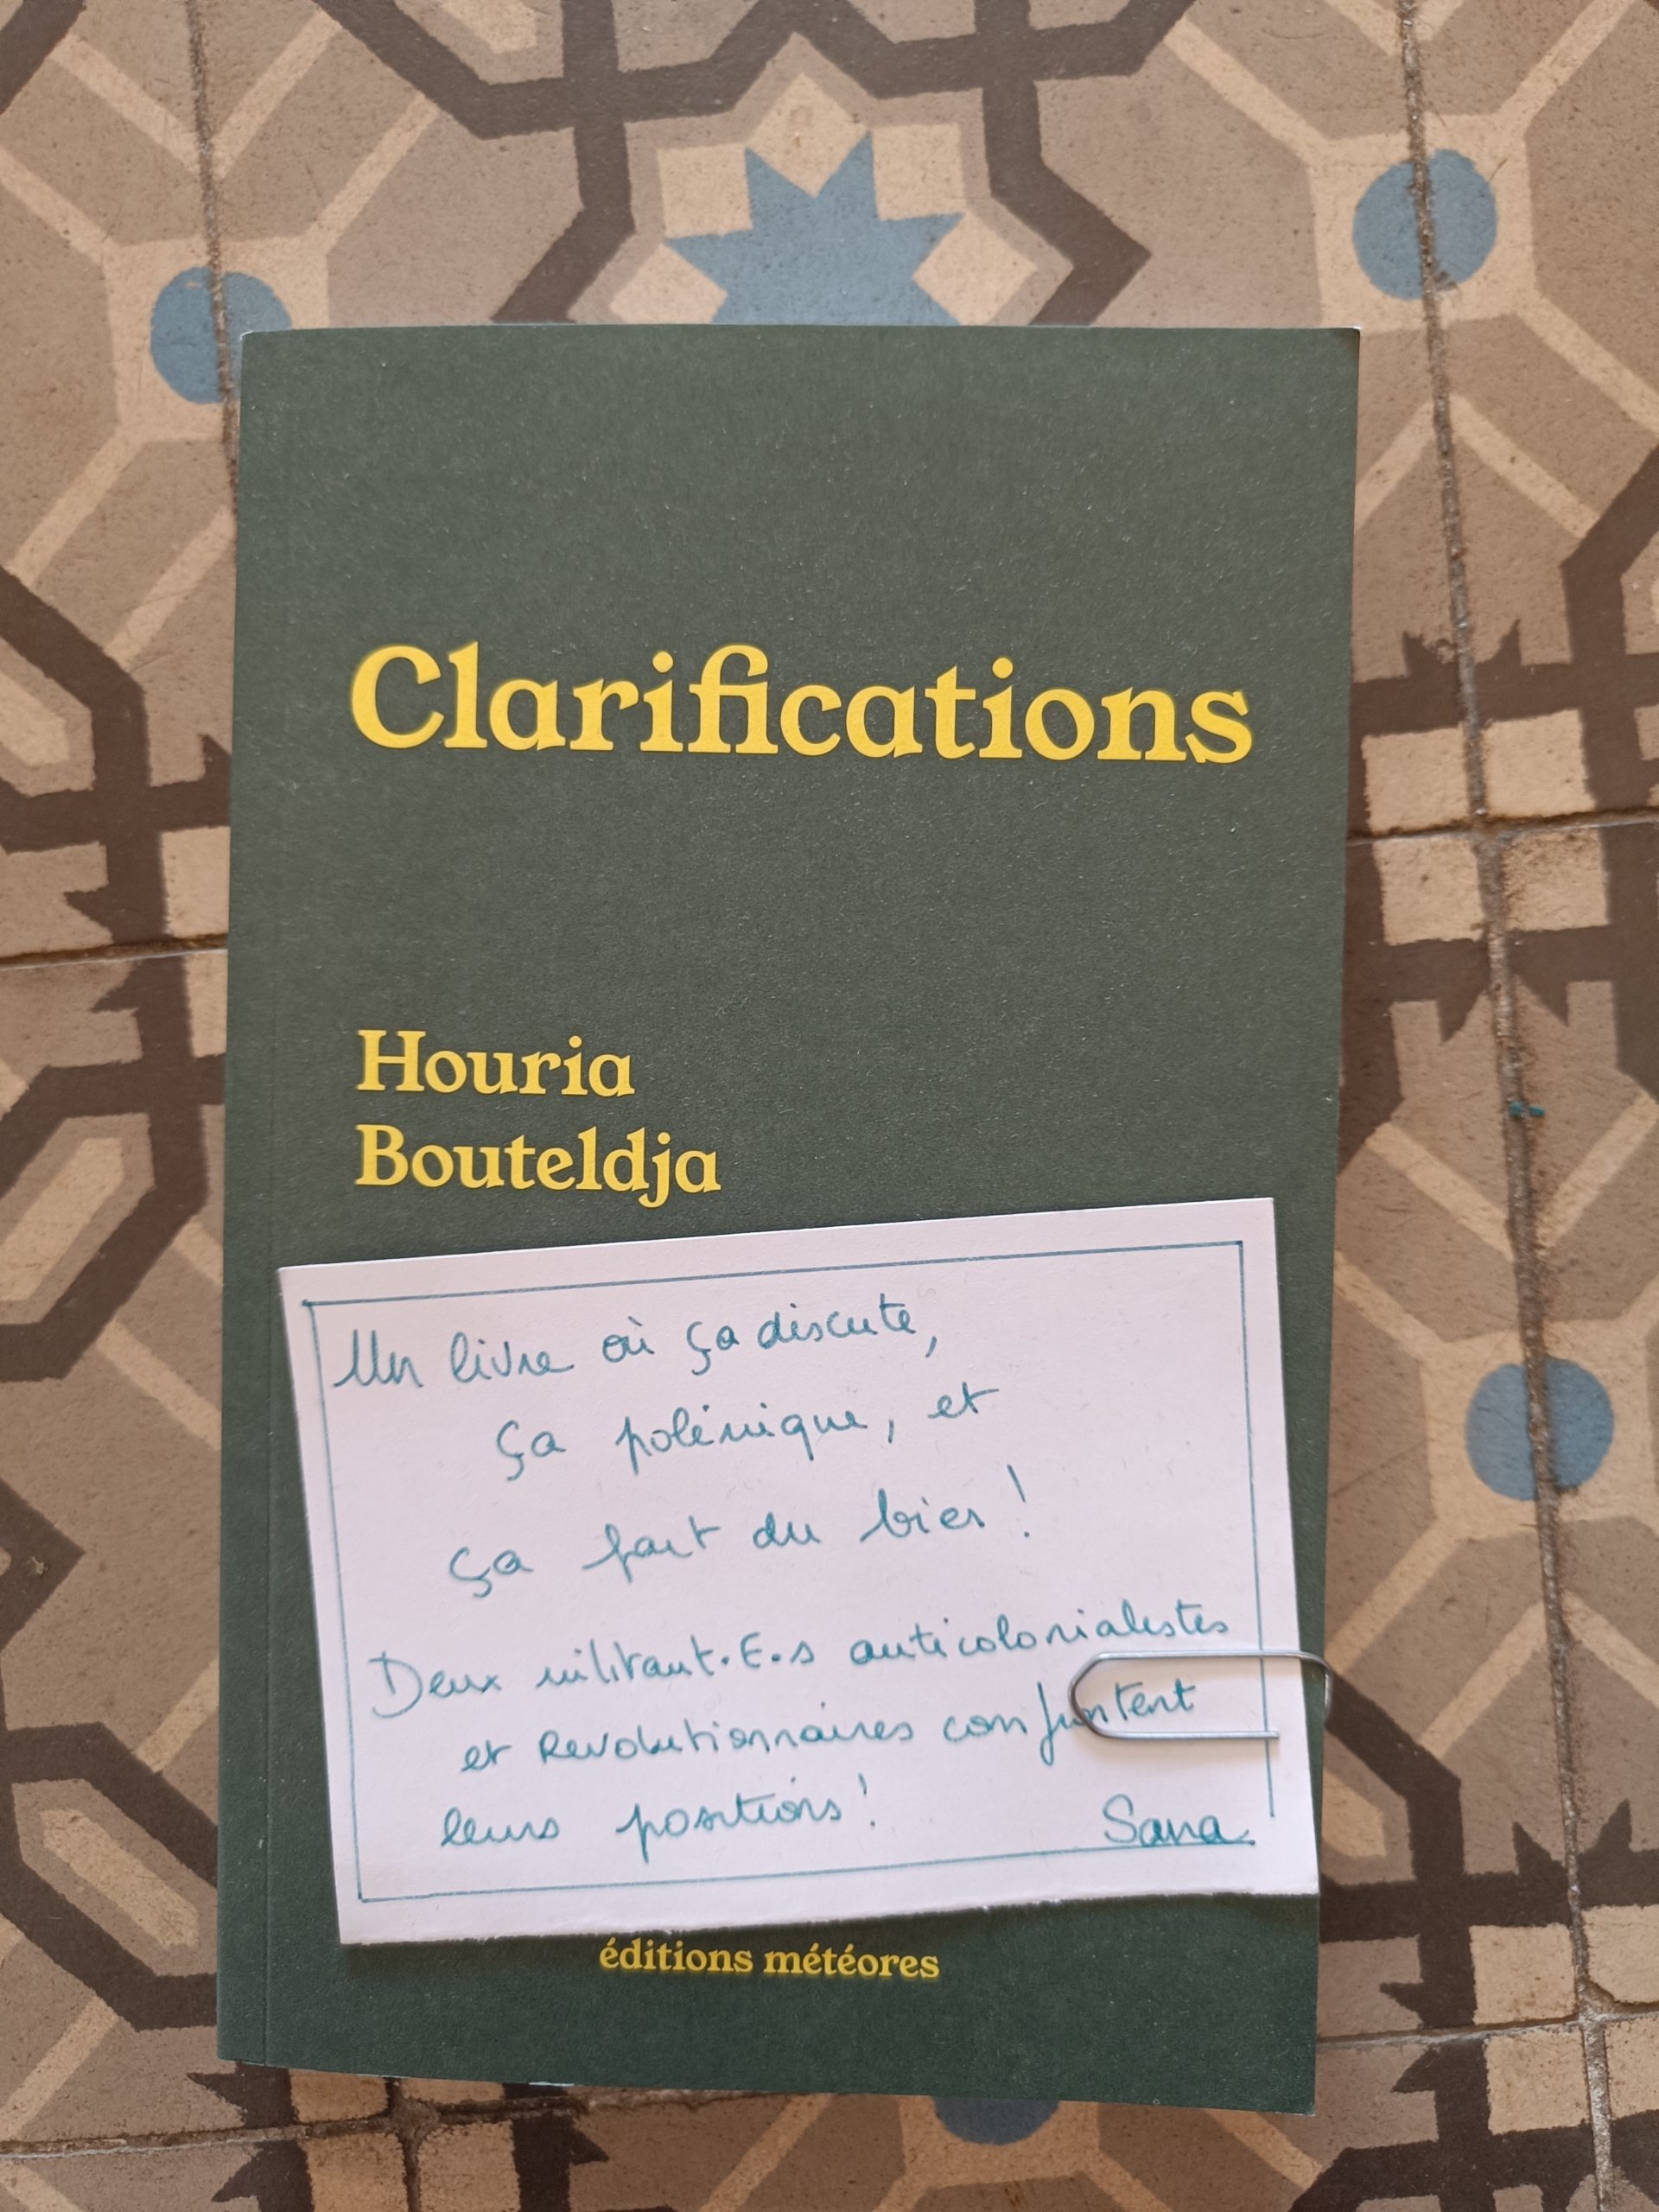 Clarifications
Houria
Bouteldja
Un livre où ça discute,
ça polémique, et
ça fait du bien !
Deux militant.E.s anticolonialistes
et Revolutionnaires confrontent
leurs positions !
Sana
éditions météores